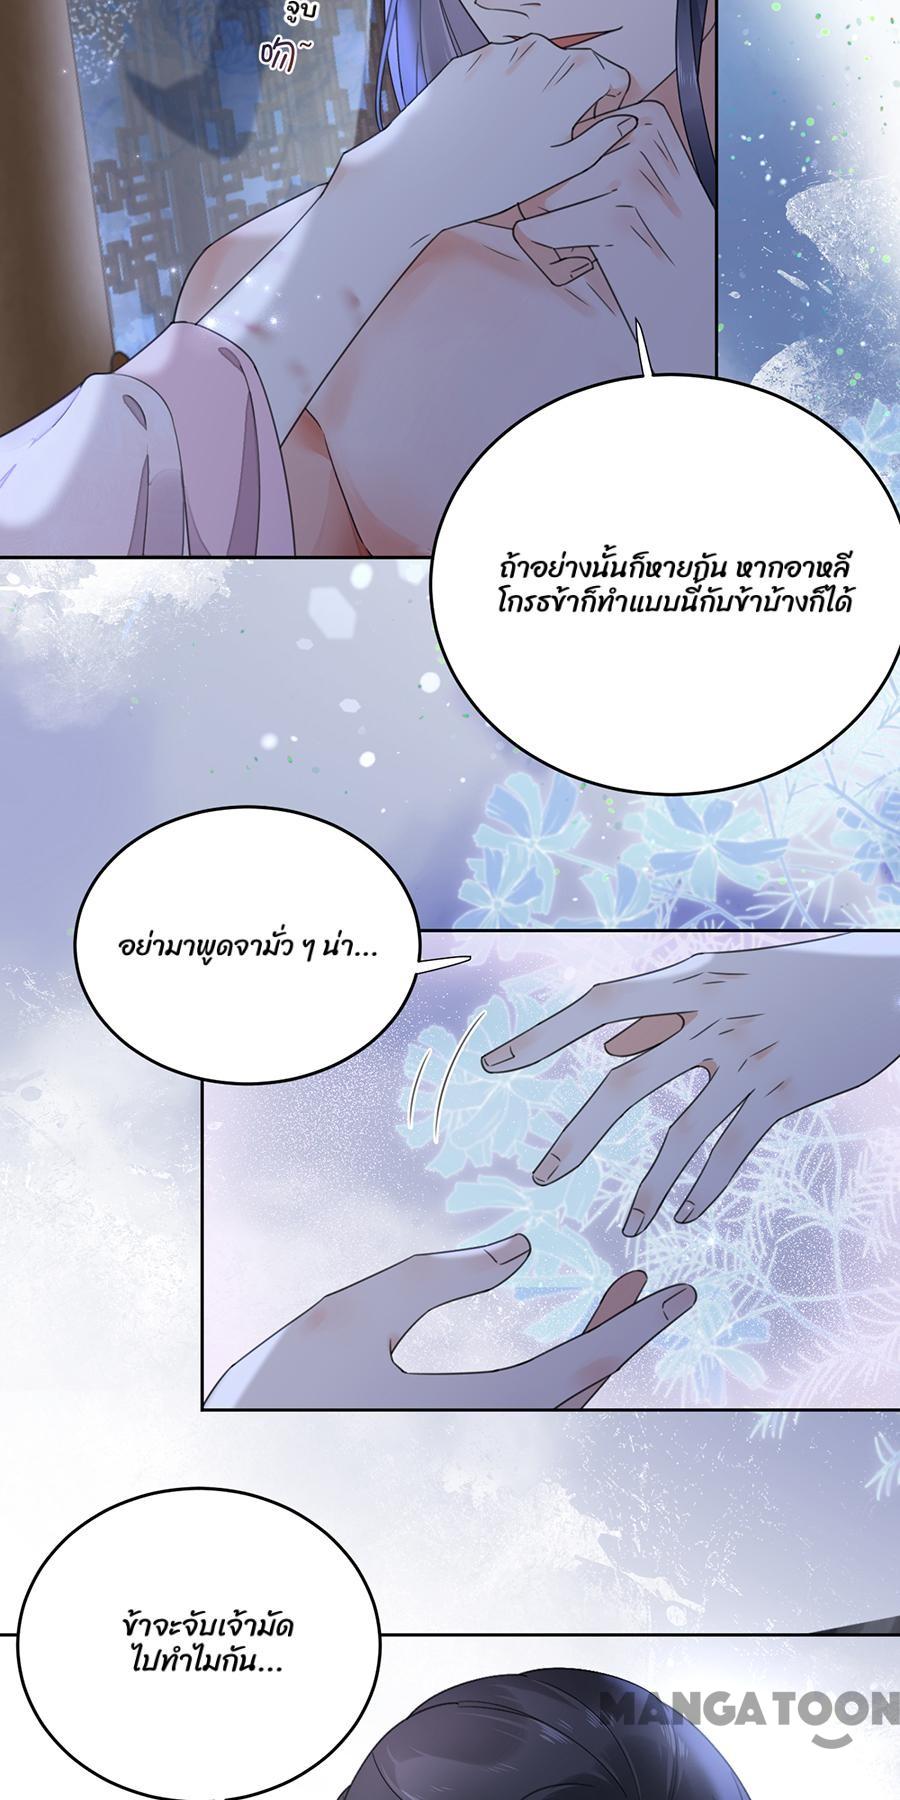 จูบ
ถ้าอย่างนั้นก็หายกัน หากอาหลี
โกรธข้าก็ทำแบบนี้กับข้าบ้างก็ได้
อย่ามาพูดจามั่ว ๆ น่า...
ข้าจะจับเจ้ามัด
ไปทำไมกัน...
MANGATOON